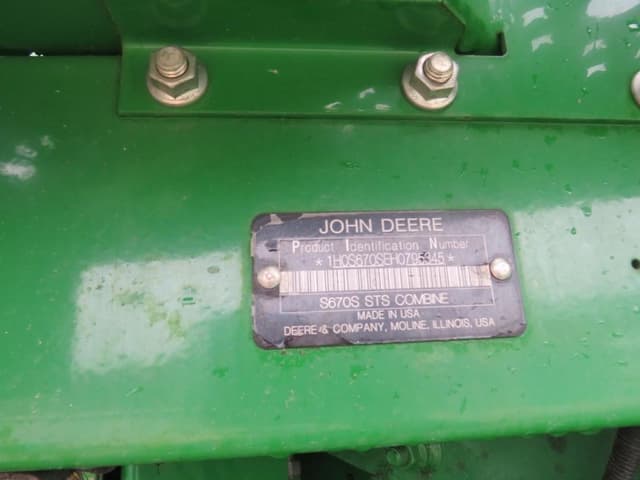 JOHN DEERE
Product Identification Number
*1H0S670SEH0795345*
S670S STS COMBINE
MADE IN USA
DEERE & COMPANY, MOLINE, ILLINOIS, USA